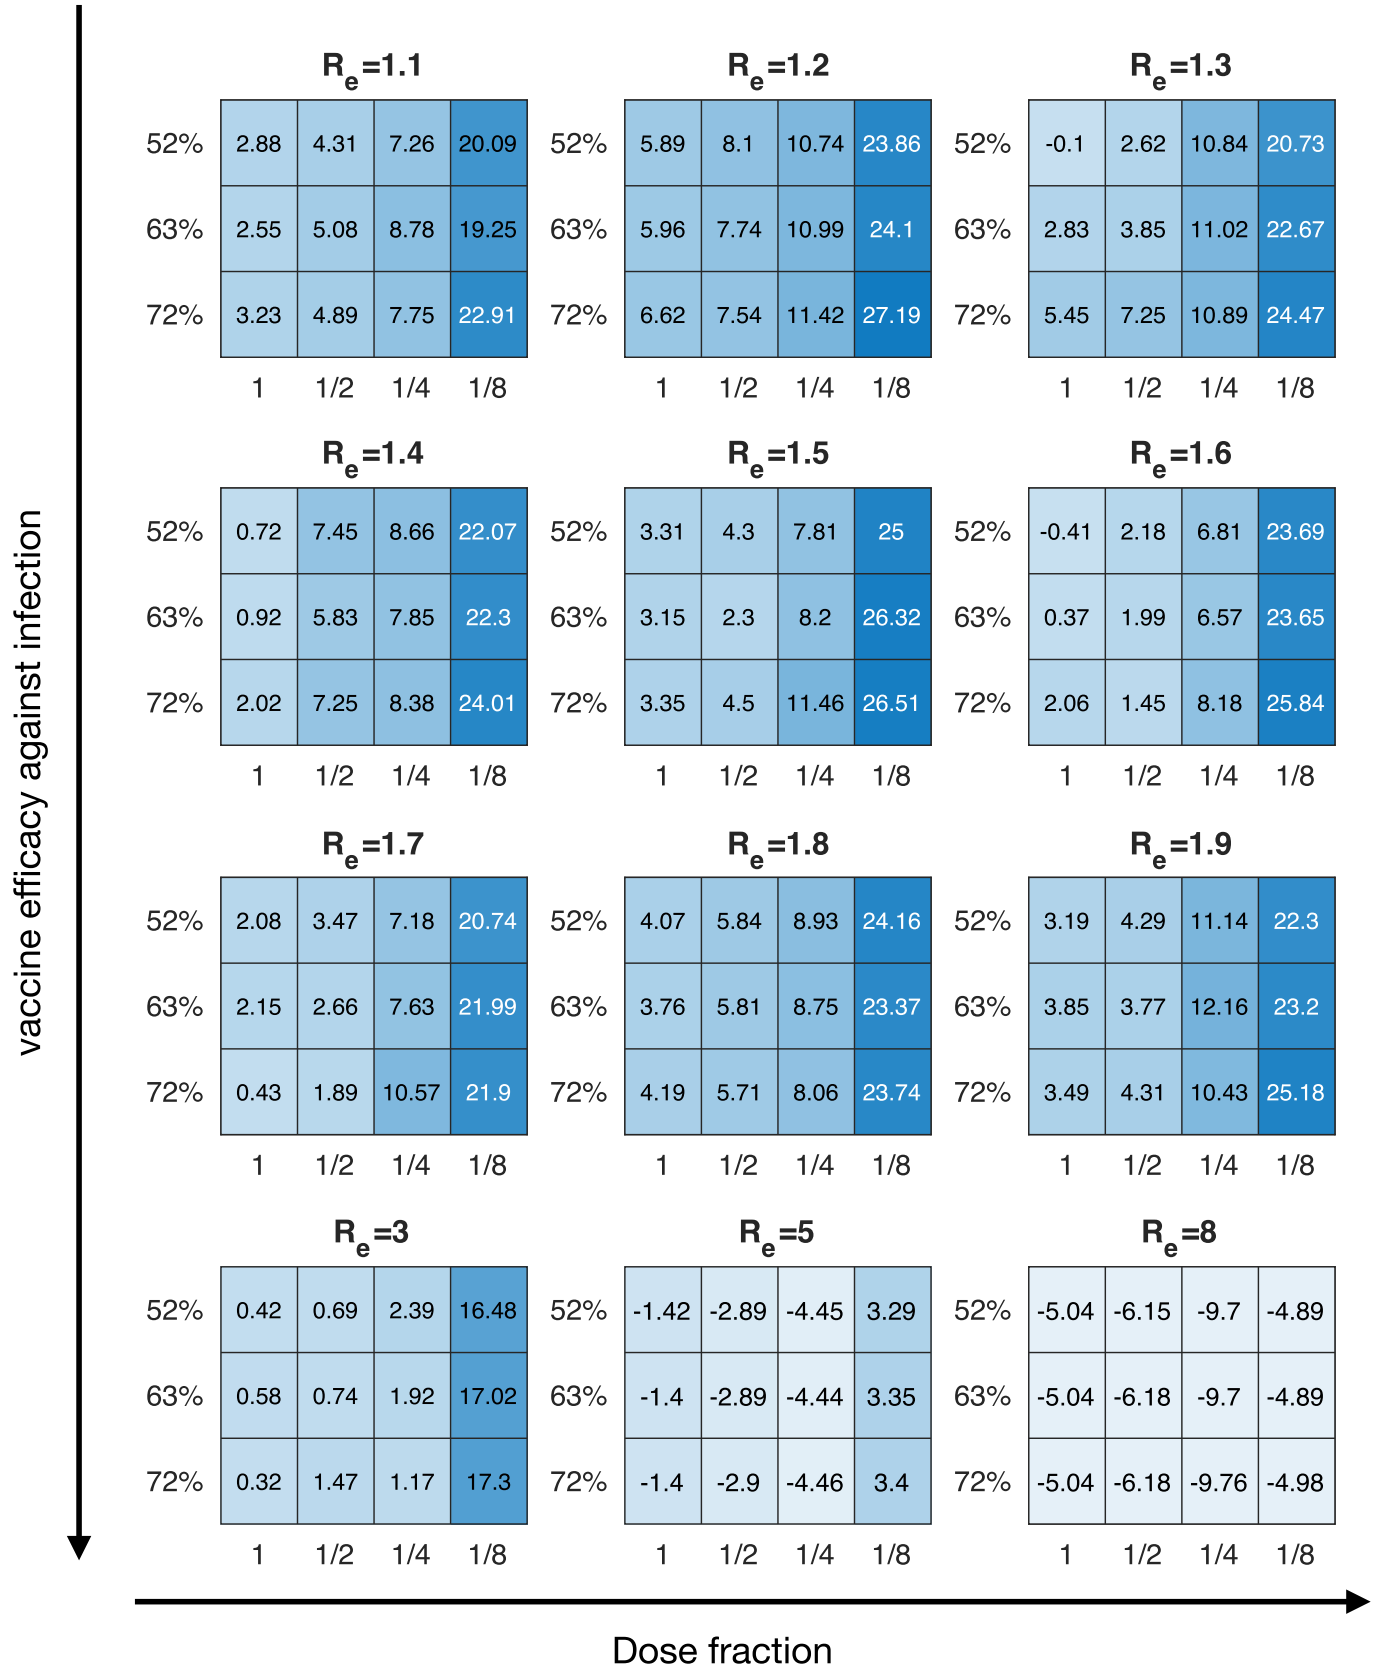 R_e=1.1 R_e=1.2 R_e=1.3
52% 2.88 4.31 7.26 20.09 52% 5.89 8.1 10.74 23.86 52% -0.1 2.62 10.84 20.73
63% 2.55 5.08 8.78 19.25 63% 5.96 7.74 10.99 24.1 63% 2.83 3.85 11.02 22.67
72% 3.23 4.89 7.75 22.91 72% 6.62 7.54 11.42 27.19 72% 5.45 7.25 10.89 24.47
1 1/2 1/4 1/8 1 1/2 1/4 1/8 1 1/2 1/4 1/8
R_e=1.4 R_e=1.5 R_e=1.6
52% 0.72 7.45 8.66 22.07 52% 3.31 4.3 7.81 25 52% -0.41 2.18 6.81 23.69
63% 0.92 5.83 7.85 22.3 63% 3.15 2.3 8.2 26.32 63% 0.37 1.99 6.57 23.65
72% 2.02 7.25 8.38 24.01 72% 3.35 4.5 11.46 26.51 72% 2.06 1.45 8.18 25.84
1 1/2 1/4 1/8 1 1/2 1/4 1/8 1 1/2 1/4 1/8
vaccine efficacy against infection
R_e=1.7 R_e=1.8 R_e=1.9
52% 2.08 3.47 7.18 20.74 52% 4.07 5.84 8.93 24.16 52% 3.19 4.29 11.14 22.3
63% 2.15 2.66 7.63 21.99 63% 3.76 5.81 8.75 23.37 63% 3.85 3.77 12.16 23.2
72% 0.43 1.89 10.57 21.9 72% 4.19 5.71 8.06 23.74 72% 3.49 4.31 10.43 25.18
1 1/2 1/4 1/8 1 1/2 1/4 1/8 1 1/2 1/4 1/8
R_e=3 R_e=5 R_e=8
52% 0.42 0.69 2.39 16.48 52% -1.42 -2.89 -4.45 3.29 52% -5.04 -6.15 -9.7 -4.89
63% 0.58 0.74 1.92 17.02 63% -1.4 -2.89 -4.44 3.35 63% -5.04 -6.18 -9.7 -4.89
72% 0.32 1.47 1.17 17.3 72% -1.4 -2.9 -4.46 3.4 72% -5.04 -6.18 -9.76 -4.98
1 1/2 1/4 1/8 1 1/2 1/4 1/8 1 1/2 1/4 1/8
Dose fraction